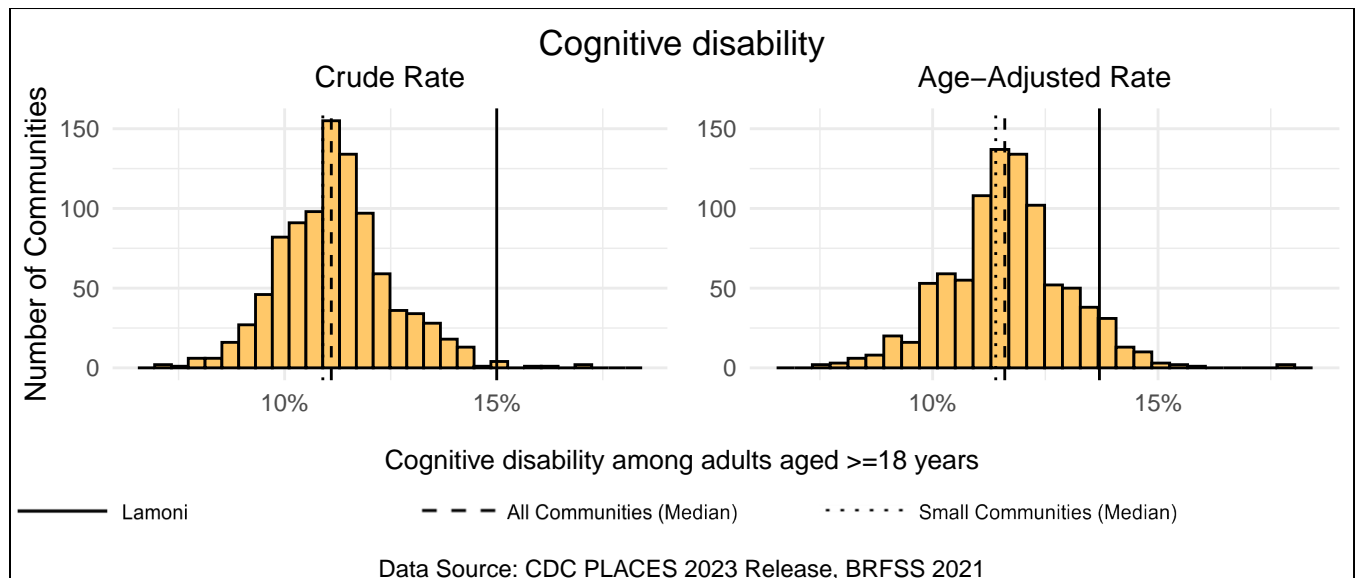 Cognitive disability
Crude Rate
Age−Adjusted Rate
Number of Communities
150
100
50
0
10%
15%
150
100
50
0
10%
15%
Cognitive disability among adults aged >=18 years
Lamoni
All Communities (Median)
Small Communities (Median)
Data Source: CDC PLACES 2023 Release, BRFSS 2021